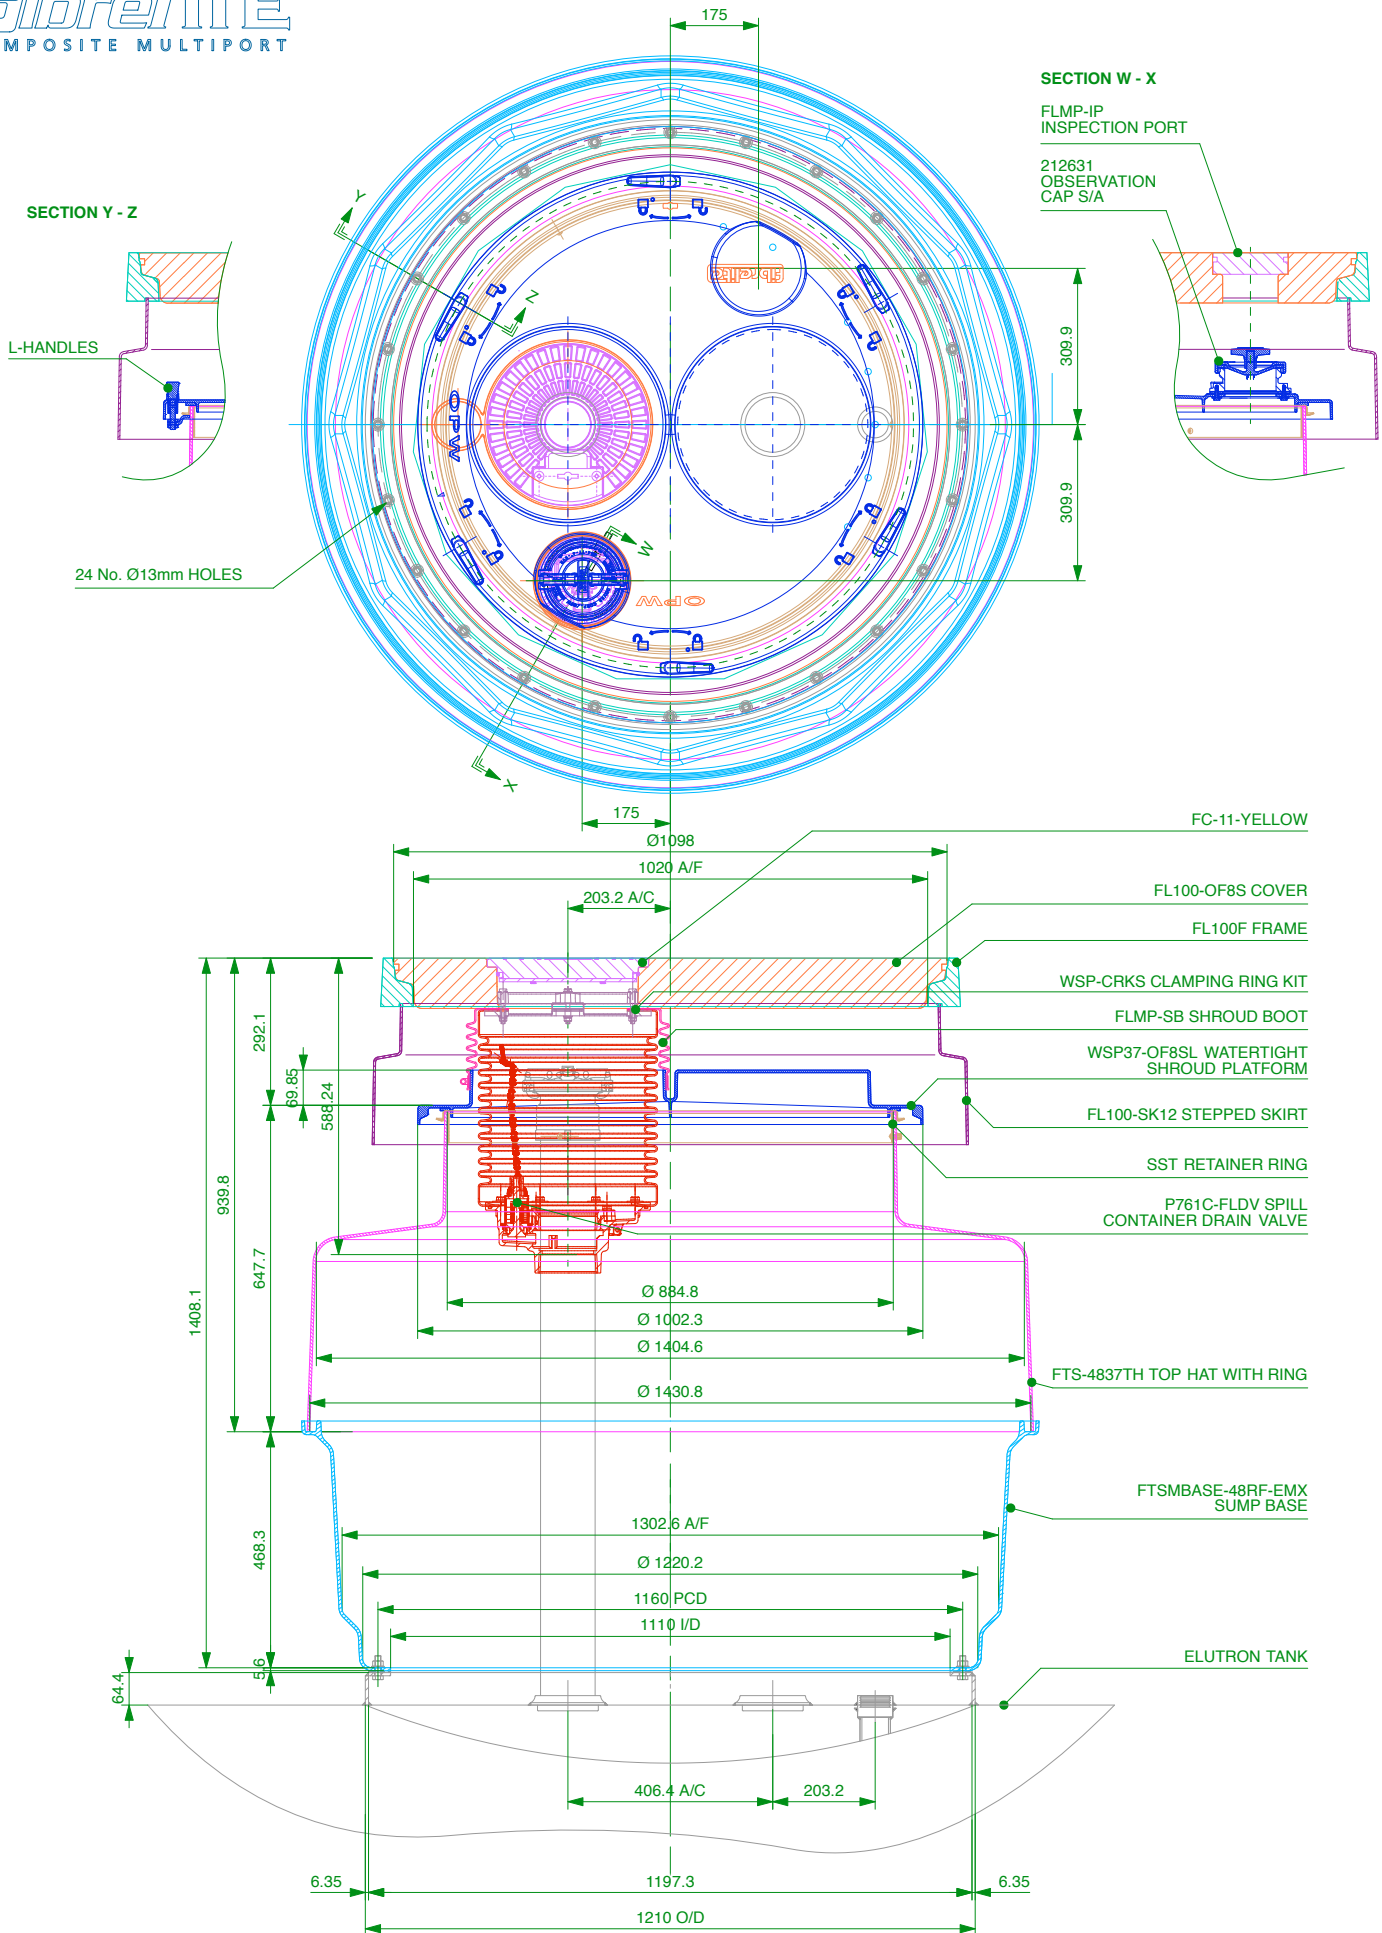 MPOSITE MULTIPORT
175
SECTION W - X
FLMP-IP
INSPECTION PORT
212631
OBSERVATION
CAP S/A
SECTION Y - Z
L-HANDLES
24 No. Ø13mm HOLES
Y
Z
fibrelite
OPW
309.9
309.9
W
OPW
X
175
Ø1098
1020 A/F
203.2 A/C
FC-11-YELLOW
FL100-OF8S COVER
FL100F FRAME
WSP-CRKS CLAMPING RING KIT
FLMP-SB SHROUD BOOT
WSP37-OF8SL WATERTIGHT
SHROUD PLATFORM
FL100-SK12 STEPPED SKIRT
SST RETAINER RING
P761C-FLDV SPILL
CONTAINER DRAIN VALVE
292.1
69.85
588.24
939.8
647.7
1408.1
Ø 884.8
Ø 1002.3
Ø 1404.6
FTS-4837TH TOP HAT WITH RING
Ø 1430.8
FTSMBASE-48RF-EMX
SUMP BASE
468.3
1302.6 A/F
Ø 1220.2
1160 PCD
1110 I/D
5.6
64.4
ELUTRON TANK
406.4 A/C
203.2
6.35
1197.3
6.35
1210 O/D